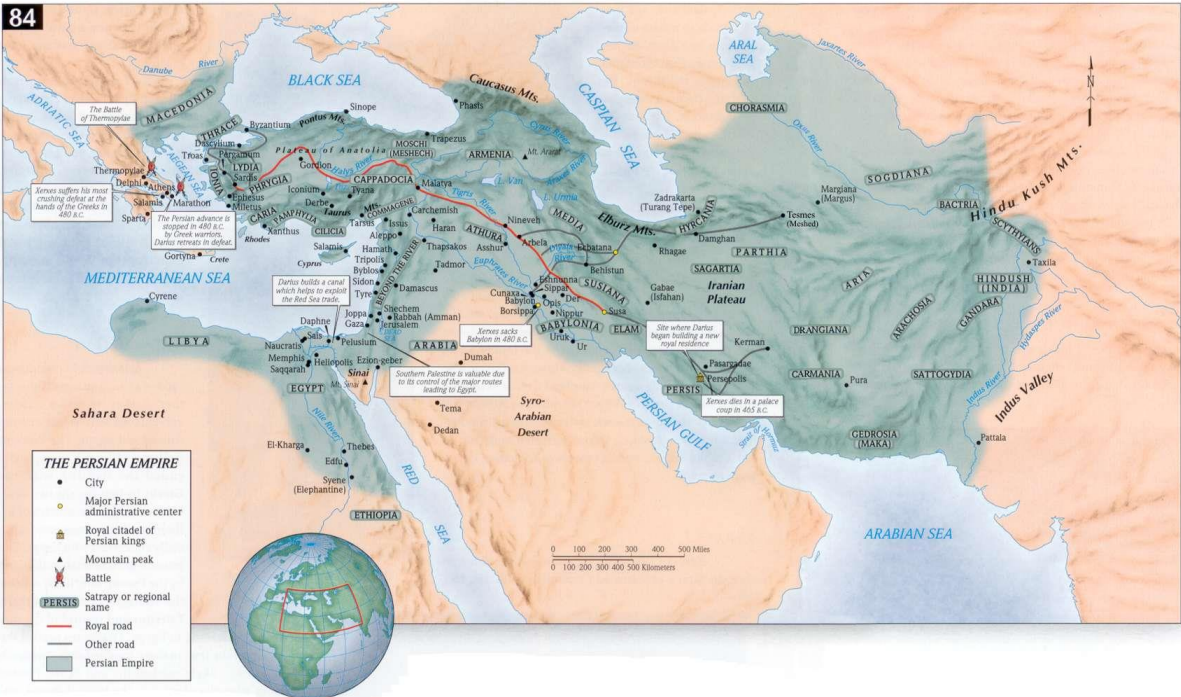 84
Danube River
ADRIATIC SEA
BLACK SEA
Caucasus Mts.
CASPIAN SEA
ARAL SEA
Jaxartes River
N
The Battle
of Thermopylae
MACEDONIA
THRACE
Byzantium
Sinope
Pontus Mts.
Phasis
Trapezus
Cyrus River
CHORASMIA
Oxus River
SOGDIANA
Hindu Kush Mts.
Dascylium
Troas
Pergamum
AEGEAN SEA
LYDIA
Sardis
IONIA
PHRYGIA
Ephesus
Miletus
Plateau of Anatolia
Gordion
Halys River
MOSCHI
(MESHECH)
ARMENIA
Mt. Ararat
Araxes River
Thermopylae
Delphi
Athens
Salamis
Marathon
Sparta
CAPPADOCIA
Malatya
Iconium
Tyana
Derbe
Taurus Mts.
COMMAGENE
Tigris River
L. Van
L. Urmia
Xerxes suffers his most
crushing defeat at the
hands of the Greeks in
480 B.C.
The Persian advance is
stopped in 480 B.C.
by Greek warriors.
Darius retreats in defeat.
CARIA
PAMPHYLIA
Xanthus
Rhodes
CILICIA
Tarsus
Issus
Carchemish
Haran
Nineveh
MEDIA
Elburz Mts.
Zadrakarta
(Turang Tepe)
HYRCANIA
Margiana
(Margus)
Tesmes
(Meshed)
BACTRIA
SCYTHYIANS
Taxila
Gortyna
Crete
Salamis
Cyprus
Aleppo
Hamath
Tripolis
Byblos
Sidon
Tyre
BEYOND THE RIVER
Thapsakos
Tadmor
Damascus
ATHURA
Asshur
Arbela
Ecbatana
Behistun
Diyala River
Rhagae
Damghan
PARTHIA
SAGARTIA
Iranian
Plateau
ARIA
HINDUSH
(INDIA)
GANDARA
MEDITERRANEAN SEA
Cyrene
Darius builds a canal
which helps to exploit
the Red Sea trade.
Euphrates River
Eshnunna
Cunaxa
Sippar
Babylon
Opis
Der
Borsippa
Nippur
SUSIANA
Susa
Gabae
(Isfahan)
ARACHOSIA
DRANGIANA
Hydaspes River
Joppa
Gaza
Shechem
Rabbah (Amman)
Jerusalem
LIBYA
Daphne
Sais
Naucratis
Pelusium
Memphis
Heliopolis
Saqqarah
Ezion-geber
ARABIA
Dumah
Xerxes sacks
Babylon in 480 B.C.
BABYLONIA
ELAM
Uruk
Ur
Site where Darius
began building a new
royal residence
Kerman
Pasargadae
Persepolis
PERSIS
CARMANIA
Pura
SATTOGYDIA
Indus River
Indus Valley
EGYPT
Sinai
Mt. Sinai
Southern Palestine is valuable due
to its control of the major routes
leading to Egypt.
Xerxes dies in a palace
coup in 465 B.C.
PERSIAN GULF
Strait of Hormuz
GEDROSIA
(MAKA)
Pattala
Sahara Desert
Nile River
Tema
Dedan
Syro-
Arabian
Desert
El-Kharga
Thebes
Edfu
Syene
(Elephantine)
ETHIOPIA
RED SEA
ARABIAN SEA
THE PERSIAN EMPIRE
City
Major Persian
administrative center
Royal citadel of
Persian kings
Mountain peak
Battle
PERSIS Satrapy or regional
name
Royal road
Other road
Persian Empire
0 100 200 300 400 500 Miles
0 100 200 300 400 500 Kilometers